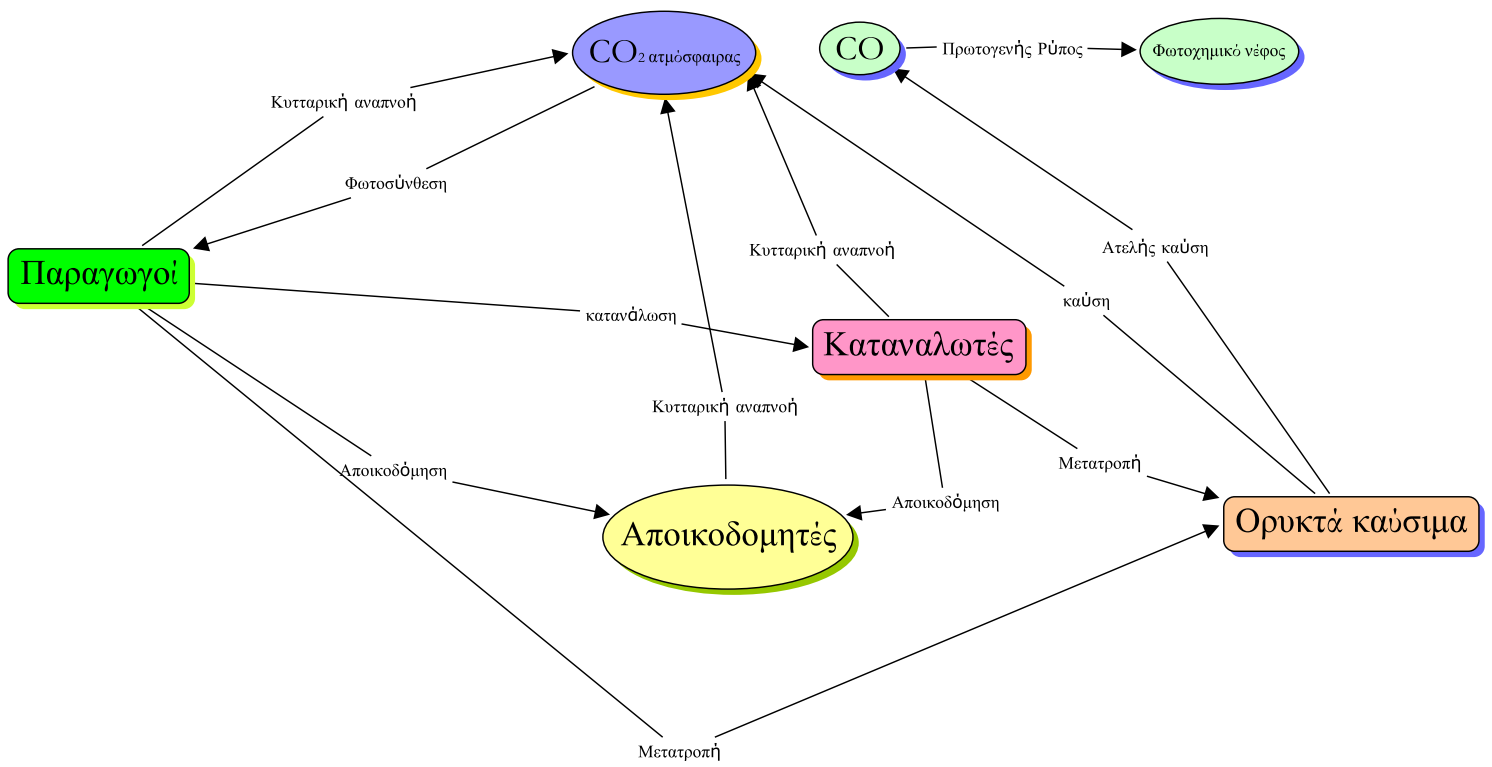 CO2 ατμόσφαιρας
CO
Πρωτογενής Ρύπος
Φωτοχημικό νέφος
Κυτταρική αναπνοή
Φωτοσύνθεση
Κυτταρική αναπνοή
Ατελής καύση
Παραγωγοί
καύση
κατανάλωση
Καταναλωτές
Κυτταρική αναπνοή
Αποικοδόμηση
Μετατροπή
Αποικοδόμηση
Ορυκτά καύσιμα
Αποικοδομητές
Μετατροπή